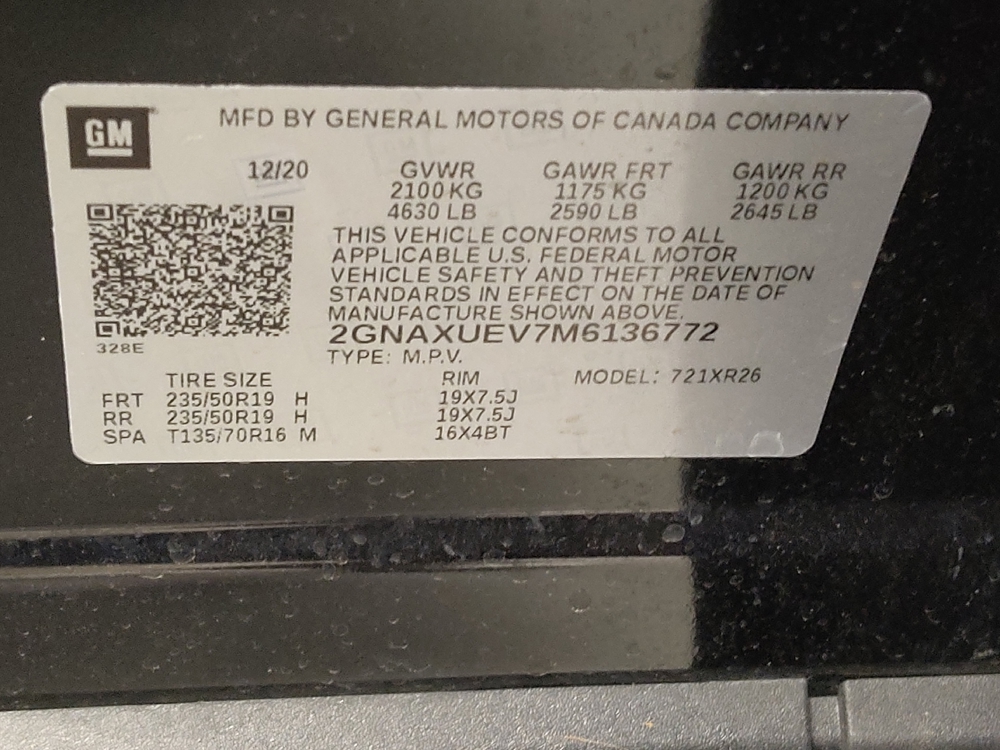 GM
MFD BY GENERAL MOTORS OF CANADA COMPANY
12/20 GVWR GAWR FRT GAWR RR
2100 KG 1175 KG 1200 KG
4630 LB 2590 LB 2645 LB
THIS VEHICLE CONFORMS TO ALL
APPLICABLE U.S. FEDERAL MOTOR
VEHICLE SAFETY AND THEFT PREVENTION
STANDARDS IN EFFECT ON THE DATE OF
MANUFACTURE SHOWN ABOVE.
2GNAXUEV7M6136772
328E
TYPE: M.P.V.
TIRE SIZE RIM MODEL: 721XR26
FRT 235/50R19 H 19X7.5J
RR 235/50R19 H 19X7.5J
SPA T135/70R16 M 16X4BT